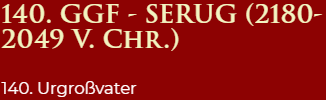 140. GGF - SERUG (2180-
2049 V. CHR.)
140. Urgroßvater